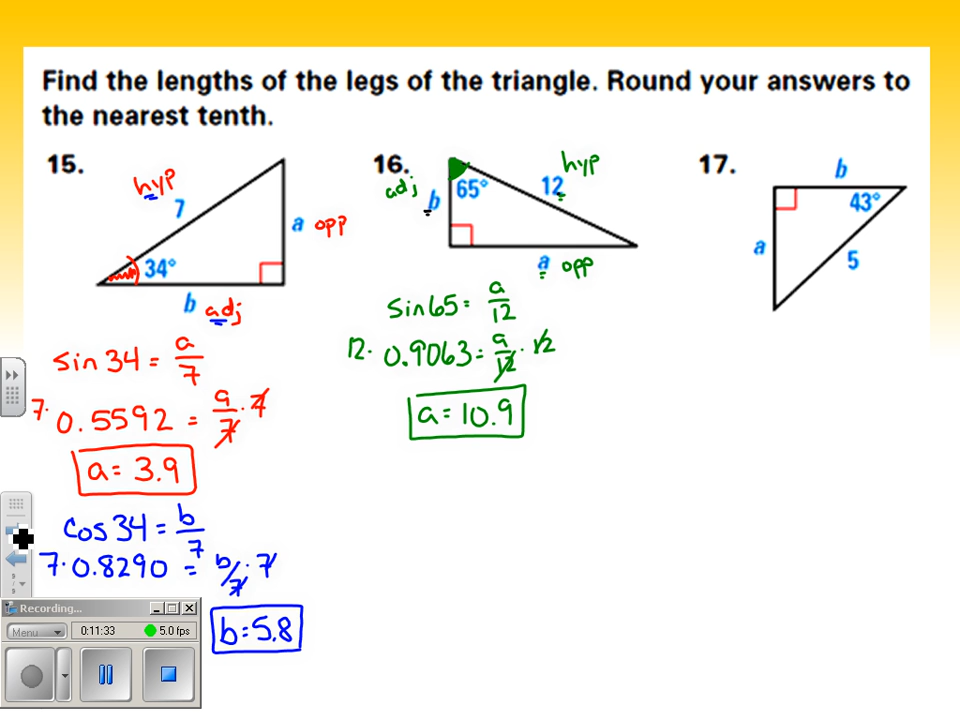 Find the lengths of the legs of the triangle. Round your answers to
the nearest tenth.
15.
hyp
7
a opp
34°
b adj
sin 34 = a/7
7· 0.5592 = a/7 · 7
a = 3.9
cos 34 = b/7
7· 0.8290 = b/7 · 7
b = 5.8
16.
adj
b
65°
12
hyp
a opp
sin 65 = a/12
12· 0.9063 = a/12 · 12
a = 10.9
17.
b
43°
a
5
Recording...
Menu
0:11:33
5.0 fps